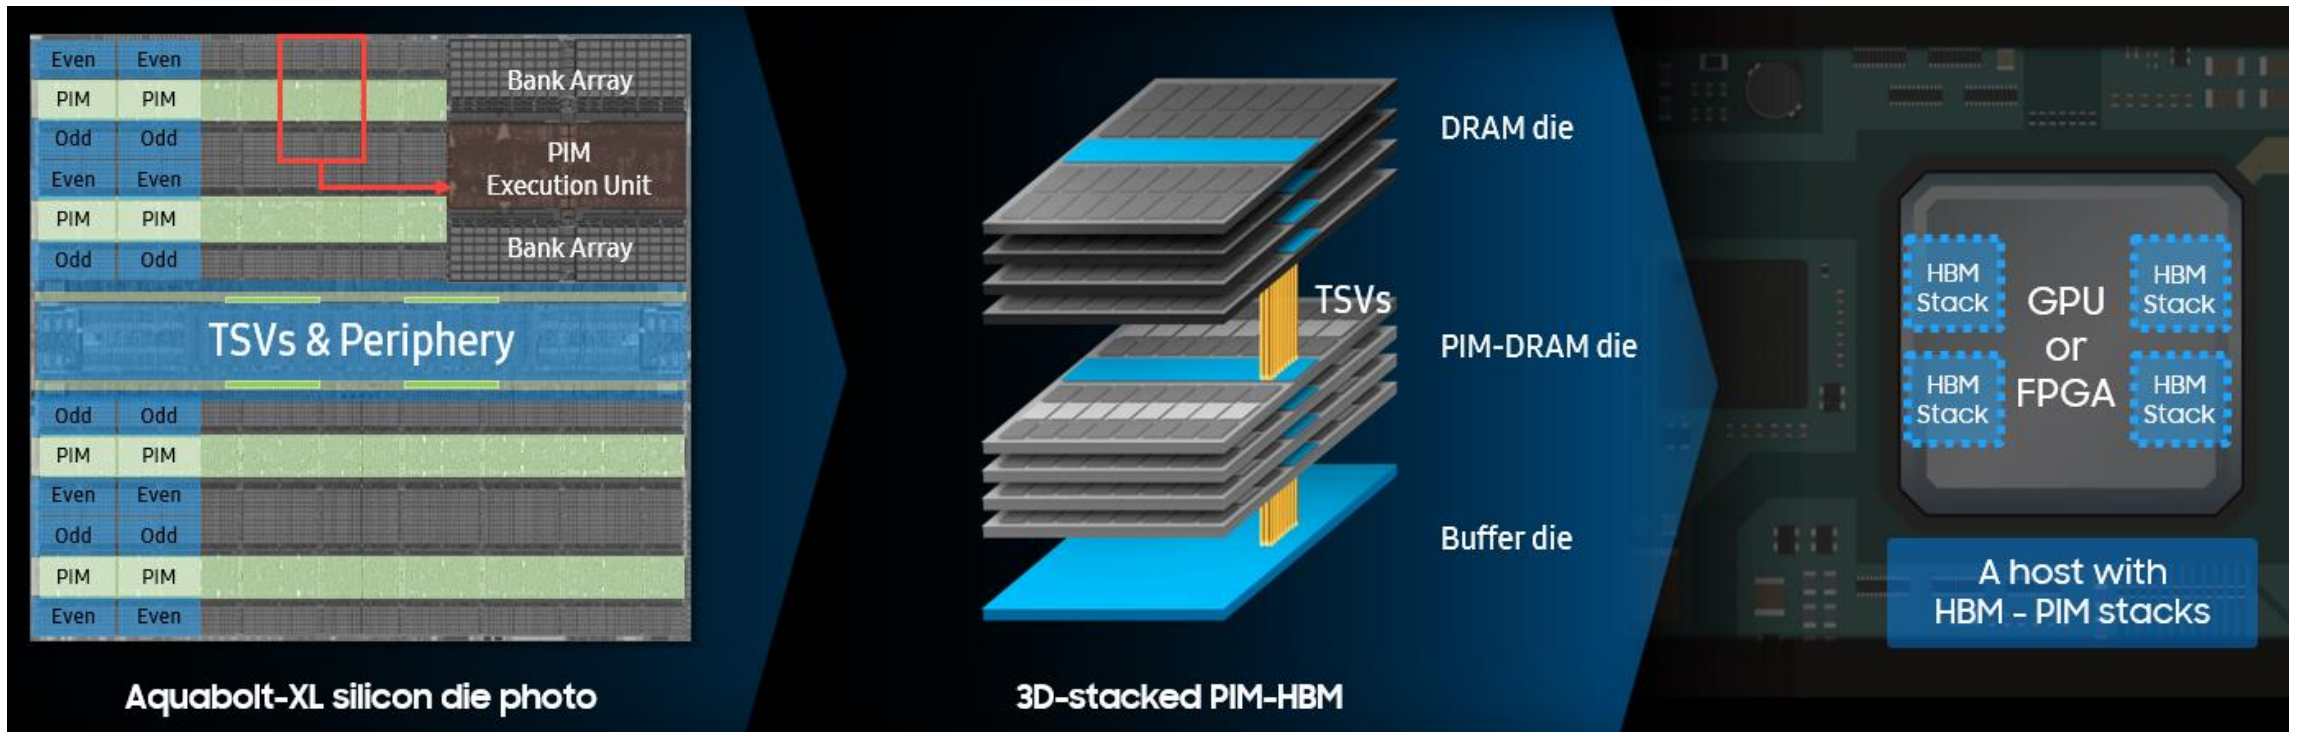 Even Even
PIM PIM
Odd Odd
Even Even
PIM PIM
Odd Odd
Bank Array
PIM
Execution Unit
Bank Array
TSVs & Periphery
Odd Odd
PIM PIM
Even Even
Odd Odd
PIM PIM
Even Even
Aquabolt-XL silicon die photo
DRAM die
TSVs
PIM-DRAM die
Buffer die
3D-stacked PIM-HBM
HBM
Stack
HBM
Stack
GPU
or
FPGA
HBM
Stack
HBM
Stack
A host with
HBM - PIM stacks